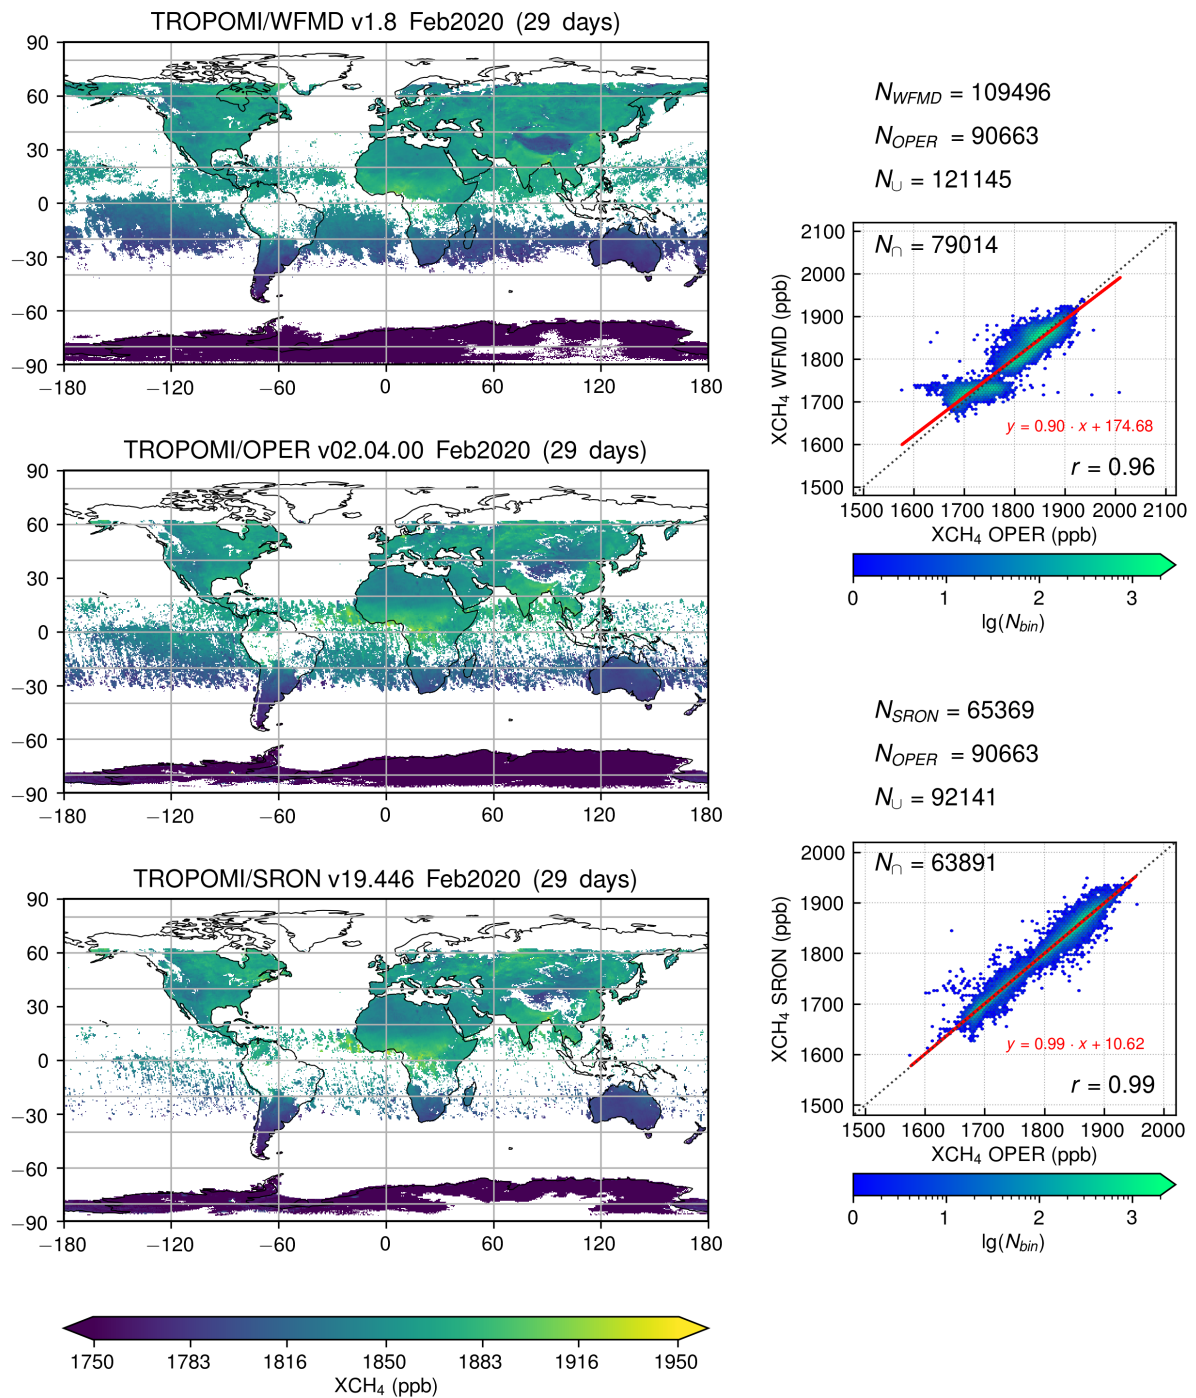 TROPOMI/WFMD v1.8 Feb2020 (29 days)
90
60
30
0
−30
−60
−90
−180
−120
−60
0
60
120
180
N_WFMD = 109496
N_OPER = 90663
N_∪ = 121145
N_∩ = 79014
2100
2000
1900
1800
1700
1600
1500
XCH₄ WFMD (ppb)
y = 0.90 · x + 174.68
r = 0.96
1500 1600 1700 1800 1900 2000 2100
XCH₄ OPER (ppb)
0 1 2 3
lg(N_bin)
TROPOMI/OPER v02.04.00 Feb2020 (29 days)
90
60
30
0
−30
−60
−90
−180
−120
−60
0
60
120
180
N_SRON = 65369
N_OPER = 90663
N_∪ = 92141
N_∩ = 63891
2000
1900
1800
1700
1600
1500
XCH₄ SRON (ppb)
y = 0.99 · x + 10.62
r = 0.99
1500 1600 1700 1800 1900 2000
XCH₄ OPER (ppb)
0 1 2 3
lg(N_bin)
TROPOMI/SRON v19.446 Feb2020 (29 days)
90
60
30
0
−30
−60
−90
−180
−120
−60
0
60
120
180
1750 1783 1816 1850 1883 1916 1950
XCH₄ (ppb)